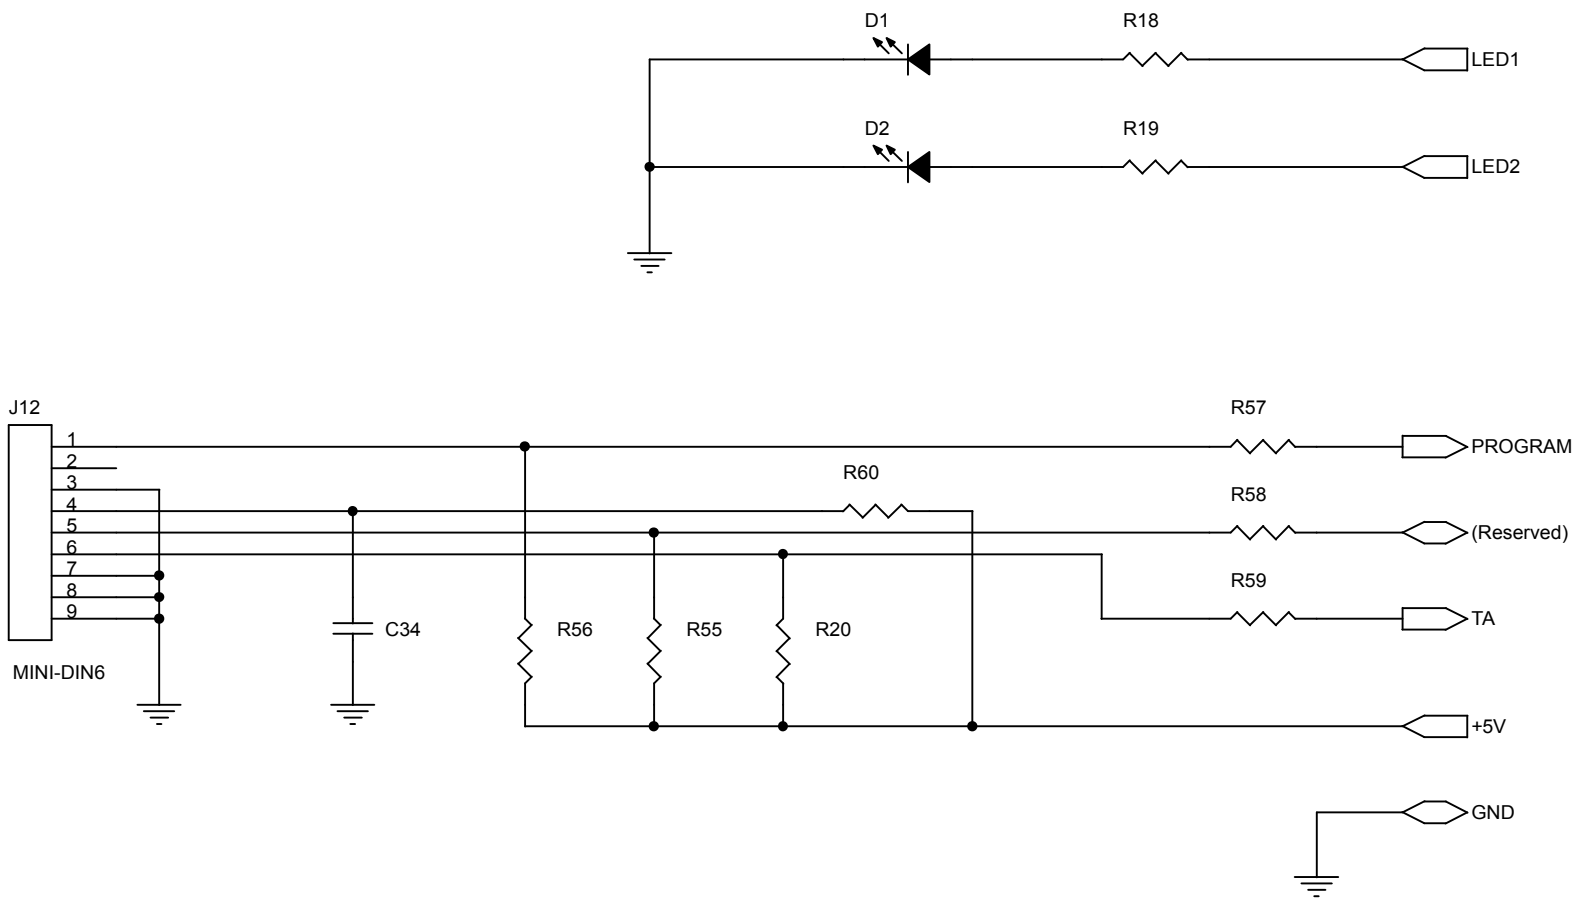 D1
R18
LED1
D2
R19
LED2
J12
R57
1
PROGRAM
2
R60
3
R58
4
5
(Reserved)
6
7
R59
8
9
TA
C34
R56
R55
R20
MINI-DIN6
+5V
GND